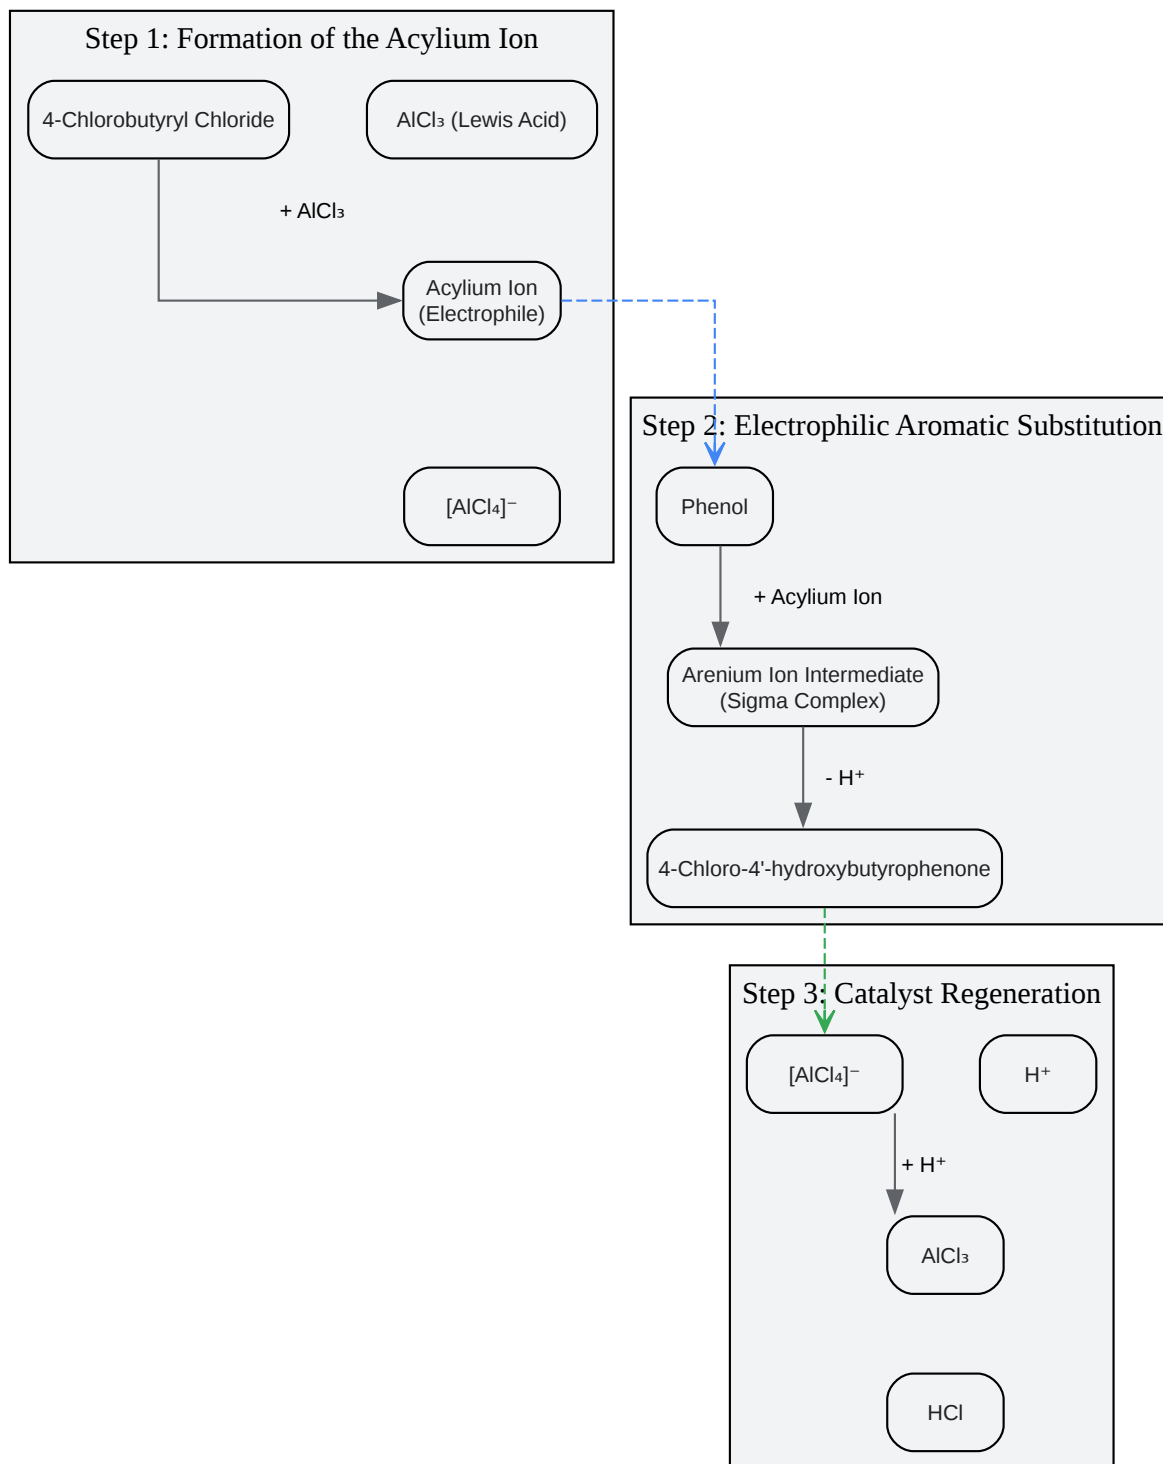 Step 1: Formation of the Acylium Ion
4-Chlorobutyryl Chloride
AlCl₃ (Lewis Acid)
+ AlCl₃
Acylium Ion
(Electrophile)
[AlCl₄]⁻
Step 2: Electrophilic Aromatic Substitution
Phenol
+ Acylium Ion
Arenium Ion Intermediate
(Sigma Complex)
- H⁺
4-Chloro-4'-hydroxybutyrophenone
Step 3: Catalyst Regeneration
[AlCl₄]⁻
H⁺
+ H⁺
AlCl₃
HCl